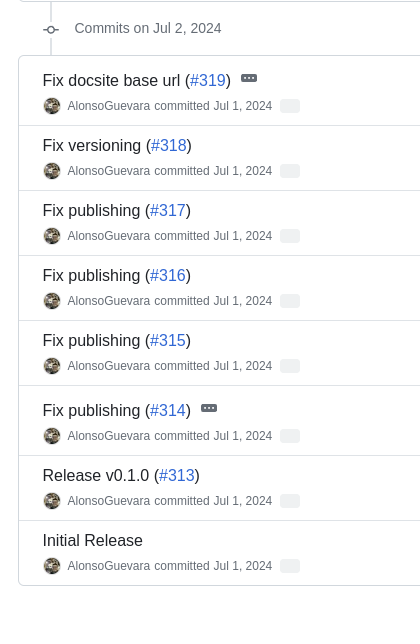 Commits on Jul 2, 2024
Fix docsite base url (#319)
AlonsoGuevara committed Jul 1, 2024
Fix versioning (#318)
AlonsoGuevara committed Jul 1, 2024
Fix publishing (#317)
AlonsoGuevara committed Jul 1, 2024
Fix publishing (#316)
AlonsoGuevara committed Jul 1, 2024
Fix publishing (#315)
AlonsoGuevara committed Jul 1, 2024
Fix publishing (#314)
AlonsoGuevara committed Jul 1, 2024
Release v0.1.0 (#313)
AlonsoGuevara committed Jul 1, 2024
Initial Release
AlonsoGuevara committed Jul 1, 2024